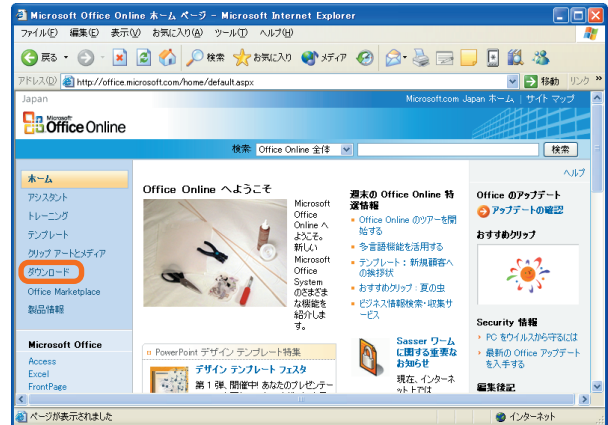 Microsoft Office Online ホーム ページ - Microsoft Internet Explorer
ファイル(F) 編集(E) 表示(V) お気に入り(A) ツール(T) ヘルプ(H)
戻る 検索 お気に入り メディア
アドレス(D) http://office.microsoft.com/home/default.aspx 移動 リンク »
Japan Microsoft.com Japan ホーム | サイト マップ
Microsoft Office Online
検索: Office Online 全体 検索
ヘルプ
ホーム
アシスタント
トレーニング
テンプレート
クリップ アートとメディア
ダウンロード
Office Marketplace
製品情報
Microsoft Office
Access
Excel
FrontPage
Office Online へようこそ
Microsoft
Office
Online へ
ようこそ。
新しい
Microsoft
Office
System
のさまざま
な機能を
紹介しま
す。
PowerPoint デザイン テンプレート特集
デザイン テンプレート フェスタ
第 1 弾、開催中! あなたのプレゼンテー
週末の Office Online 特
選情報
Office Online のツアーを開
始する
多言語機能を活用する
テンプレート : 新規顧客へ
の挨拶状
おすすめクリップ : 夏の虫
ビジネス情報検索・収集サ
ービス
Sasser ワーム
に関する重要な
お知らせ
現在、インターネ
ット上では
Office のアップデート
アップデートの確認
おすすめクリップ
Security 情報
PC をウイルスから守るには
最新の Office アップデート
を入手する
編集後記
ページが表示されました インターネット